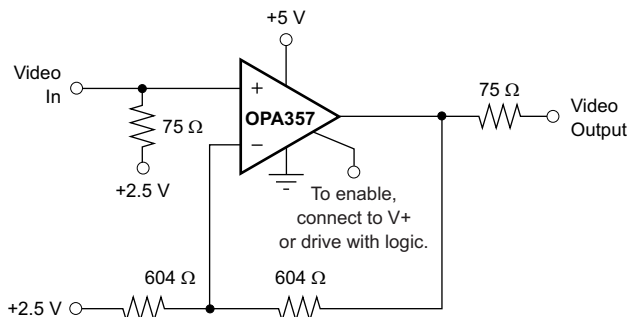 +5 V
Video
In
+
OPA357
−
75 Ω
75 Ω
Video
Output
+2.5 V
To enable,
connect to V+
or drive with logic.
604 Ω
604 Ω
+2.5 V